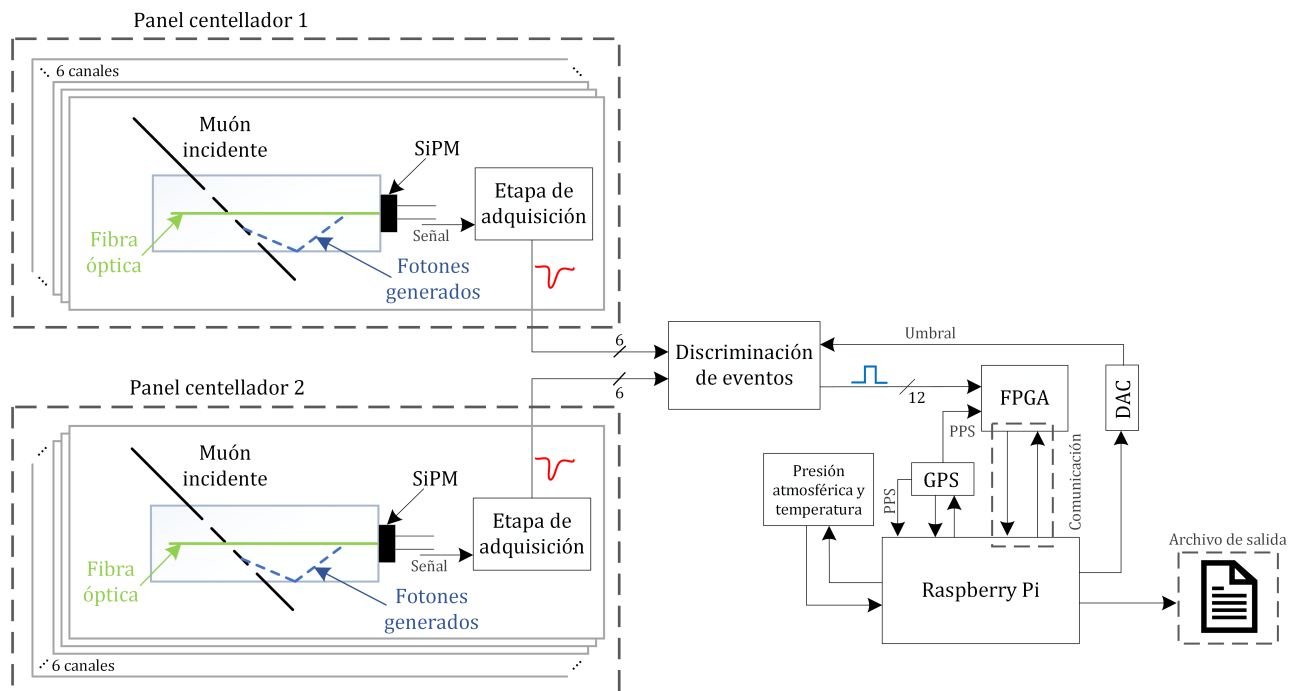 Panel centellador 1
6 canales
Muón
incidente
SiPM
Etapa de
adquisición
Señal
Fibra
óptica
Fotones
generados
6
Panel centellador 2
6
Muón
incidente
SiPM
Etapa de
adquisición
Señal
Fibra
óptica
Fotones
generados
6 canales
Discriminación
de eventos
Umbral
12
FPGA
DAC
PPS
GPS
PPS
Comunicación
Presión
atmosférica y
temperatura
Raspberry Pi
Archivo de salida